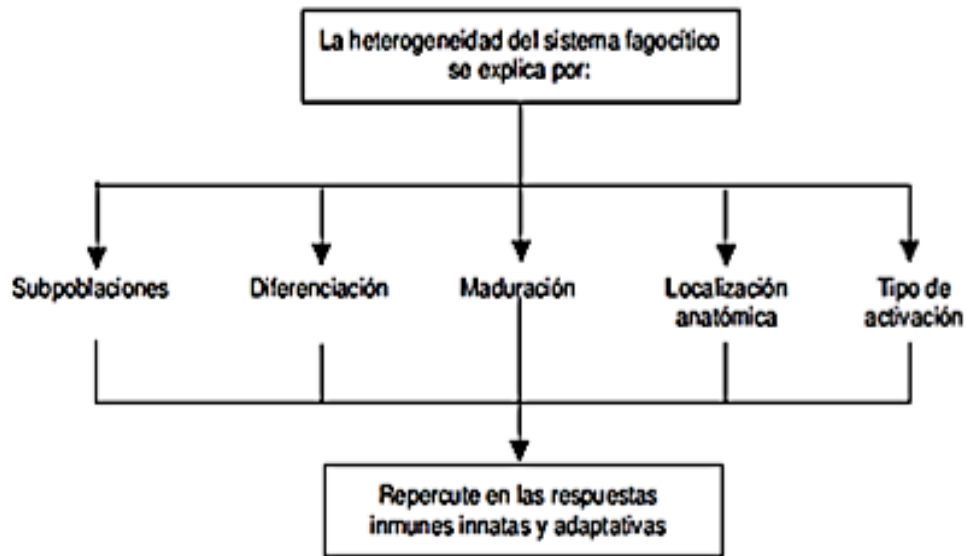 La heterogeneidad del sistema fagocítico
se explica por:
Subpoblaciones
Diferenciación
Maduración
Localización
anatómica
Tipo de
activación
Repercute en las respuestas
inmunes innatas y adaptativas